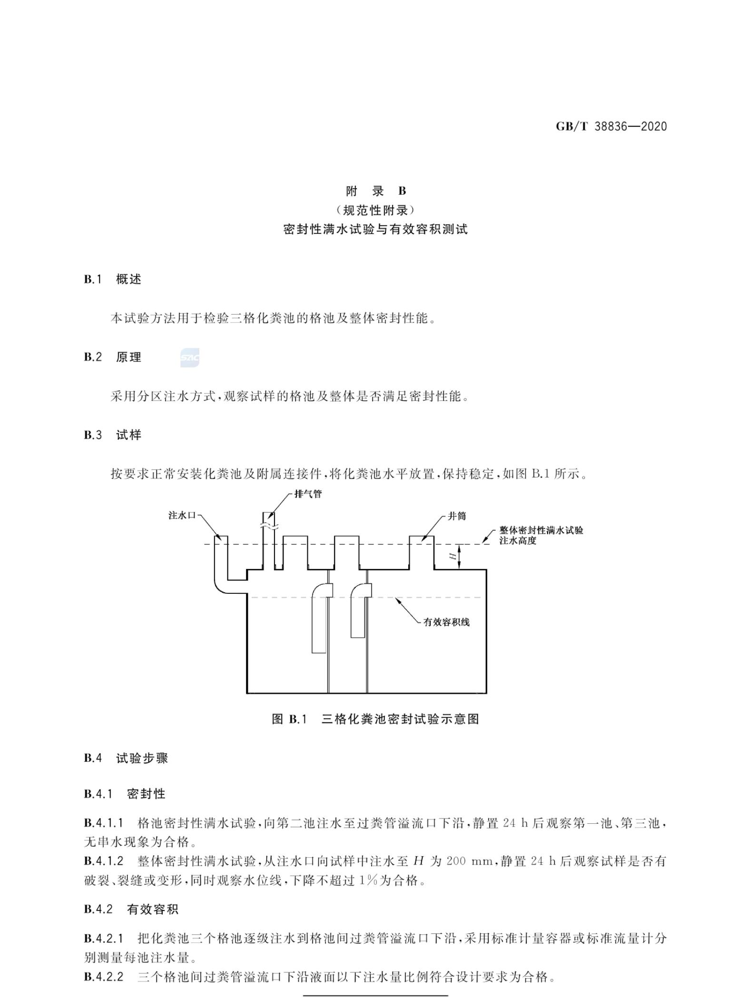 GB/T 38836—2020
附 录 B
（规范性附录）
密封性满水试验与有效容积测试
B.1 概述
本试验方法用于检验三格化粪池的格池及整体密封性能。
B.2 原理
SAC
采用分区注水方式，观察试样的格池及整体是否满足密封性能。
B.3 试样
按要求正常安装化粪池及附属连接件，将化粪池水平放置，保持稳定，如图 B.1 所示。
排气管
注水口
井筒
整体密封性满水试验
注水高度
H
有效容积线
图 B.1 三格化粪池密封试验示意图
B.4 试验步骤
B.4.1 密封性
B.4.1.1 格池密封性满水试验，向第二池注水至过粪管溢流口下沿，静置 24 h 后观察第一池、第三池，
无串水现象为合格。
B.4.1.2 整体密封性满水试验，从注水口向试样中注水至 H 为 200 mm，静置 24 h 后观察试样是否有
破裂、裂缝或变形，同时观察水位线，下降不超过 1%为合格。
B.4.2 有效容积
B.4.2.1 把化粪池三个格池逐级注水到格池间过粪管溢流口下沿，采用标准计量容器或标准流量计分
别测量每池注水量。
B.4.2.2 三个格池间过粪管溢流口下沿液面以下注水量比例符合设计要求为合格。